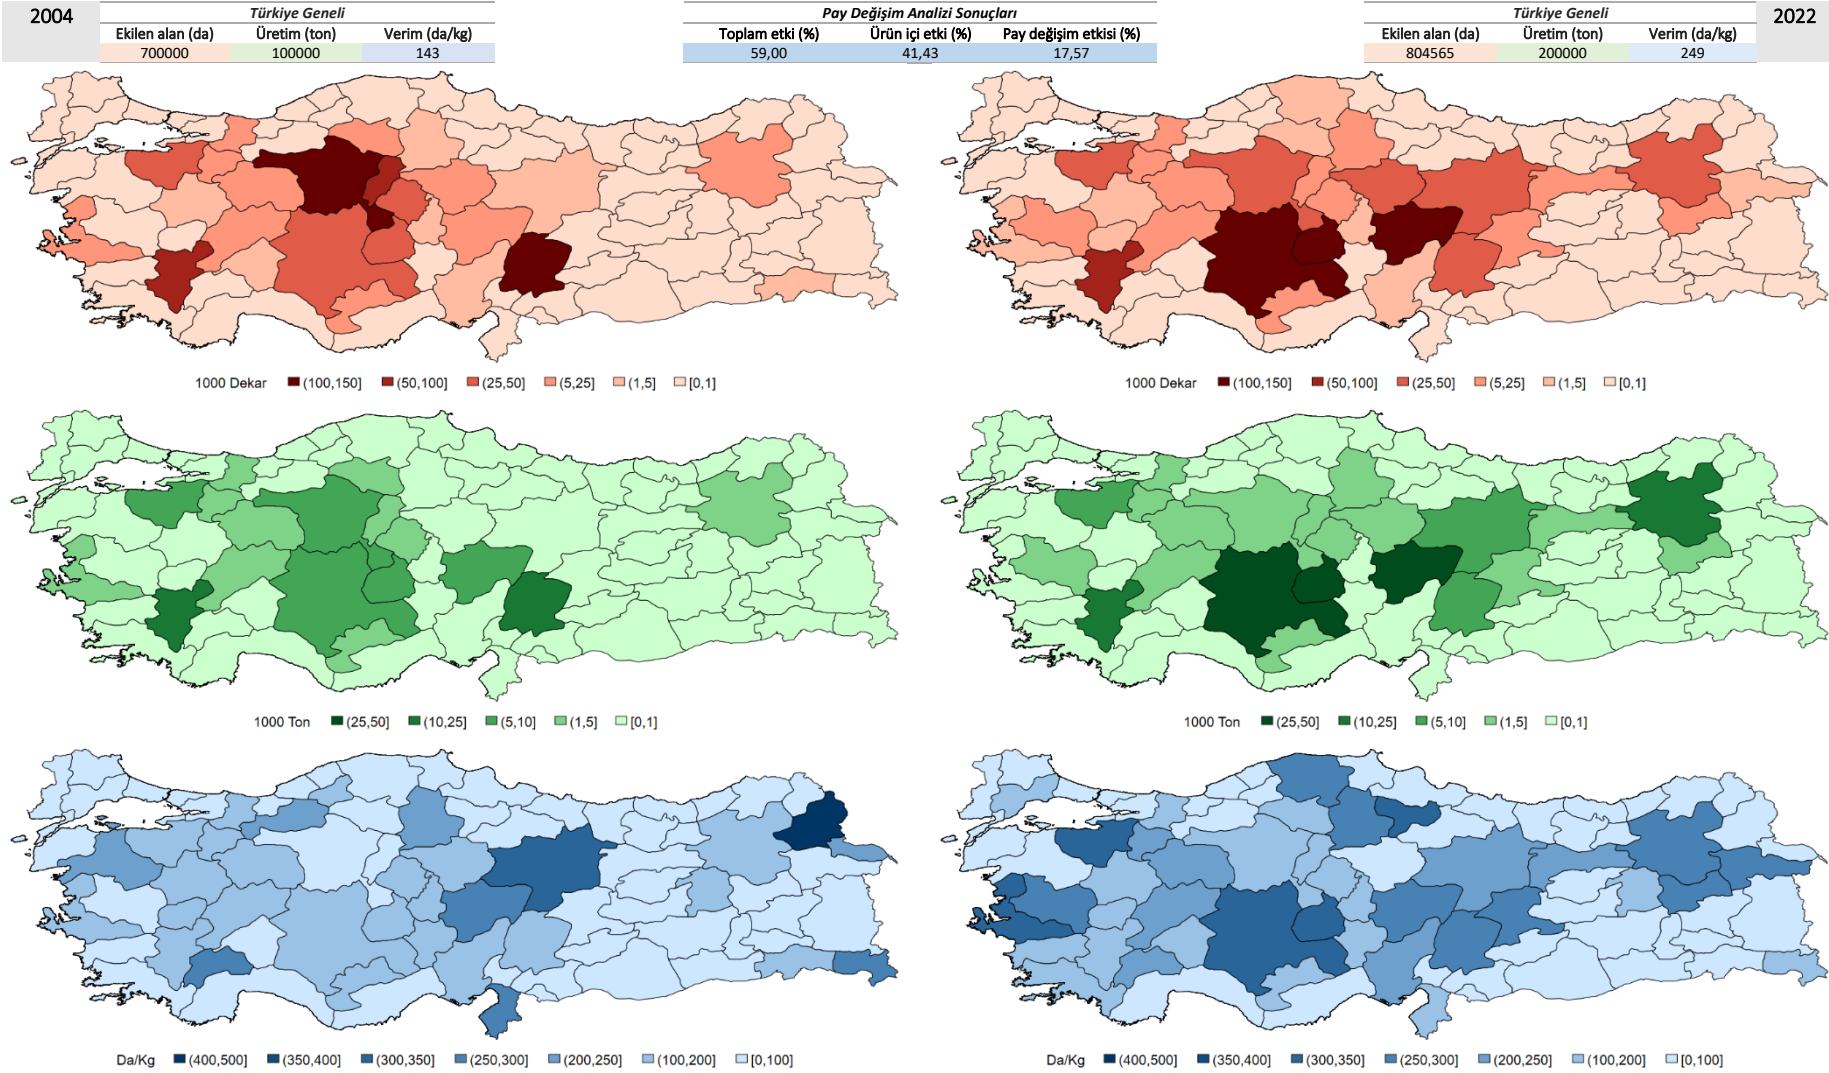 2004
Türkiye Geneli
Ekilen alan (da) Üretim (ton) Verim (da/kg)
700000 100000 143
Pay Değişim Analizi Sonuçları
Toplam etki (%) Ürün içi etki (%) Pay değişim etkisi (%)
59,00 41,43 17,57
Türkiye Geneli
Ekilen alan (da) Üretim (ton) Verim (da/kg)
804565 200000 249
2022
1000 Dekar (100,150] (50,100] (25,50] (5,25] (1,5] [0,1]
1000 Dekar (100,150] (50,100] (25,50] (5,25] (1,5] [0,1]
1000 Ton (25,50] (10,25] (5,10] (1,5] [0,1]
1000 Ton (25,50] (10,25] (5,10] (1,5] [0,1]
Da/Kg (400,500] (350,400] (300,350] (250,300] (200,250] (100,200] [0,100]
Da/Kg (400,500] (350,400] (300,350] (250,300] (200,250] (100,200] [0,100]